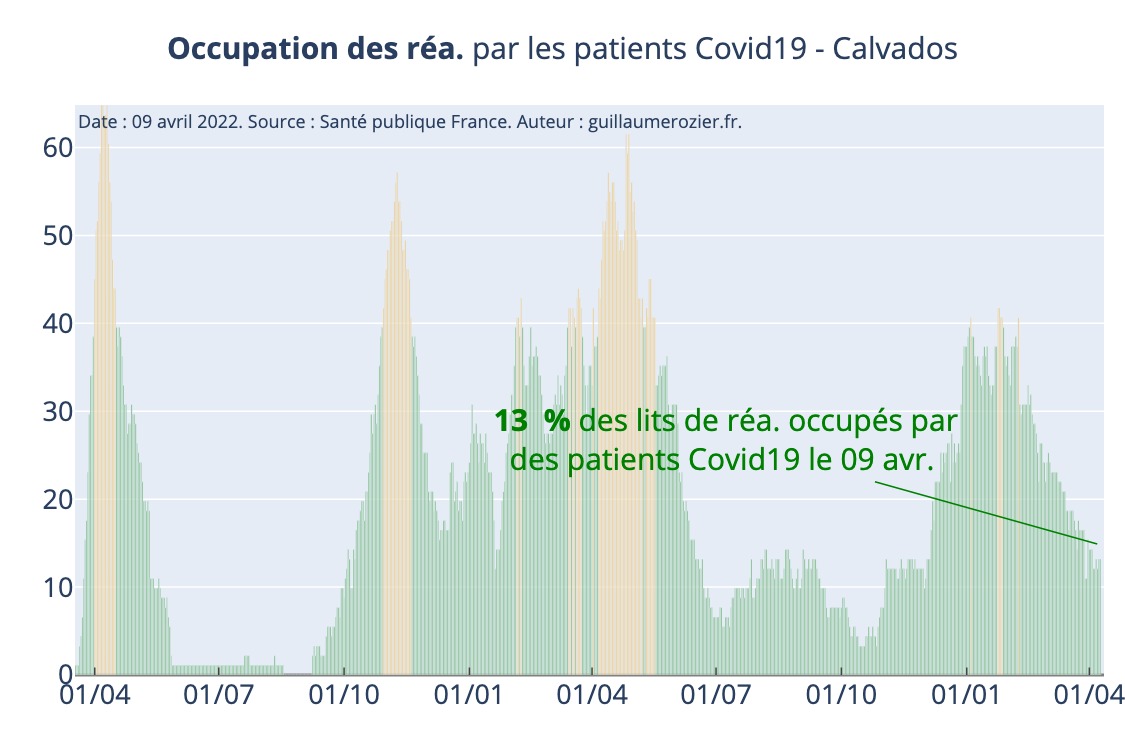 Occupation des réa. par les patients Covid19 - Calvados
Date : 09 avril 2022. Source : Santé publique France. Auteur : guillaumerozier.fr.
60
50
40
30
20
10
0
13 % des lits de réa. occupés par
des patients Covid19 le 09 avr.
01/04 01/07 01/10 01/01 01/04 01/07 01/10 01/01 01/04